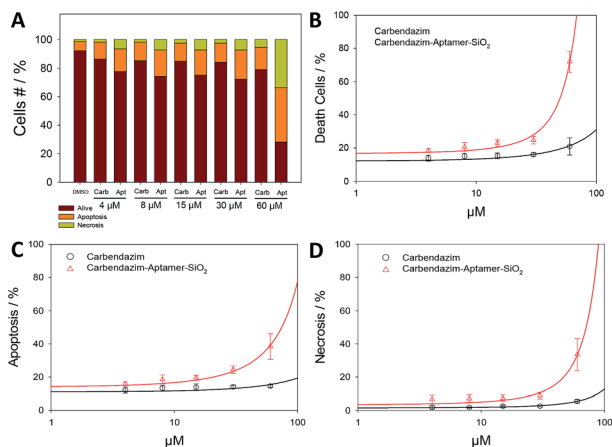 A
Cells # / %
100
80
60
40
20
0
DMSO Carb Apt Carb Apt Carb Apt Carb Apt Carb Apt
4 µM 8 µM 15 µM 30 µM 60 µM
Alive
Apoptosis
Necrosis
B
Death Cells / %
100
80
60
40
20
0
Carbendazim
Carbendazim-Aptamer-SiO₂
1 10 100
µM
C
Apoptosis / %
100
80
60
40
20
0
Carbendazim
Carbendazim-Aptamer-SiO₂
1 10 100
µM
D
Necrosis / %
100
80
60
40
20
0
Carbendazim
Carbendazim-Aptamer-SiO₂
1 10 100
µM